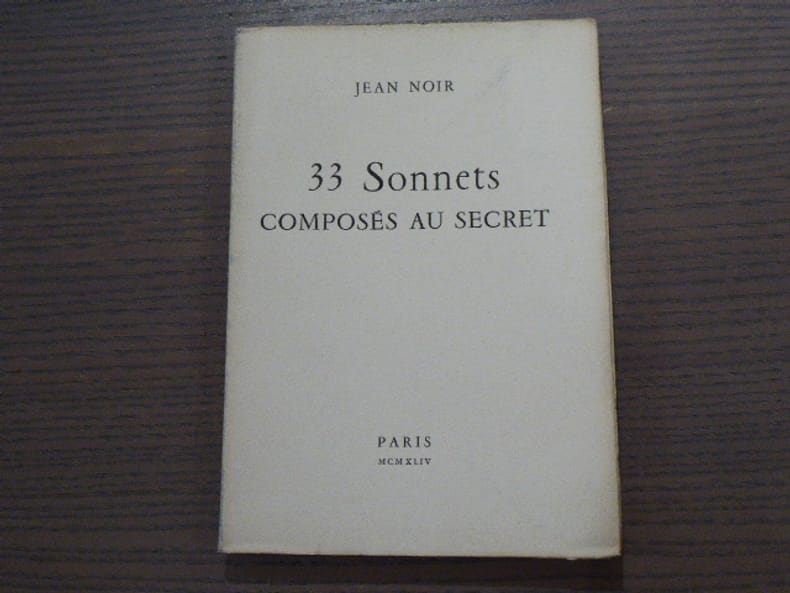 JEAN NOIR
33 Sonnets
COMPOSÉS AU SECRET
PARIS
MCMXLIV